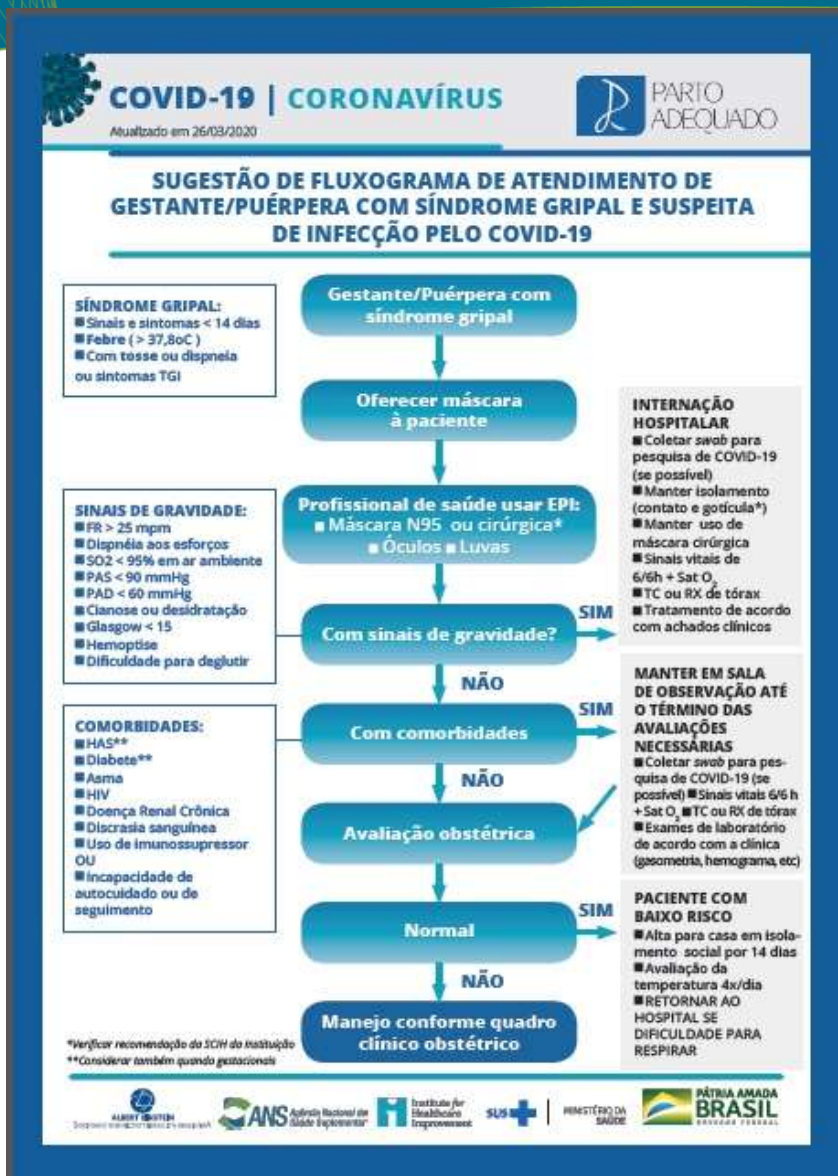 COVID-19 | CORONAVÍRUS
Atualizado em 26/03/2020
PARTO
ADEQUADO
SUGESTÃO DE FLUXOGRAMA DE ATENDIMENTO DE
GESTANTE/PUÉRPERA COM SÍNDROME GRIPAL E SUSPEITA
DE INFECÇÃO PELO COVID-19
SÍNDROME GRIPAL:
■ Sinais e sintomas < 14 dias
■ Febre ( > 37,8oC )
■ Com tosse ou dispneia
ou sintomas TGI
Gestante/Puérpera com
síndrome gripal
Oferecer máscara
à paciente
Profissional de saúde usar EPI:
■ Máscara N95 ou cirúrgica*
■ Óculos ■ Luvas
SINAIS DE GRAVIDADE:
■ FR > 25 mpm
■ Dispnéia aos esforços
■ SO2 < 95% em ar ambiente
■ PAS < 90 mmHg
■ PAD < 60 mmHg
■ Cianose ou desidratação
■ Glasgow < 15
■ Hemoptise
■ Dificuldade para deglutir
Com sinais de gravidade?
SIM
INTERNAÇÃO
HOSPITALAR
■ Coletar swab para
pesquisa de COVID-19
(se possível)
■ Manter isolamento
(contato e gotícula*)
■ Manter uso de
máscara cirúrgica
■ Sinais vitais de
6/6h + Sat O₂
■ TC ou RX de tórax
■ Tratamento de acordo
com achados clínicos
NÃO
COMORBIDADES:
■ HAS**
■ Diabete**
■ Asma
■ HIV
■ Doença Renal Crônica
■ Discrasia sanguínea
■ Uso de imunossupressor
OU
■ Incapacidade de
autocuidado ou de
seguimento
Com comorbidades
SIM
MANTER EM SALA
DE OBSERVAÇÃO ATÉ
O TÉRMINO DAS
AVALIAÇÕES
NECESSÁRIAS
■ Coletar swab para pes-
quisa de COVID-19 (se
possível) ■ Sinais vitais 6/6 h
+ Sat O₂ ■ TC ou RX de tórax
■ Exames de laboratório
de acordo com a clínica
(gasometria, hemograma, etc)
NÃO
Avaliação obstétrica
Normal
SIM
PACIENTE COM
BAIXO RISCO
■ Alta para casa em isola-
mento social por 14 dias
■ Avaliação da
temperatura 4x/dia
■ RETORNAR AO
HOSPITAL SE
DIFICULDADE PARA
RESPIRAR
NÃO
Manejo conforme quadro
clínico obstétrico
*Verificar recomendação da SCIH da instituição
**Considerar também quando gestacionais
ALBERT EINSTEIN
ANS Agência Nacional de
Saúde Suplementar
Institute for
Healthcare
Improvement
SUS
MINISTÉRIO DA
SAÚDE
PÁTRIA AMADA
BRASIL
GOVERNO FEDERAL